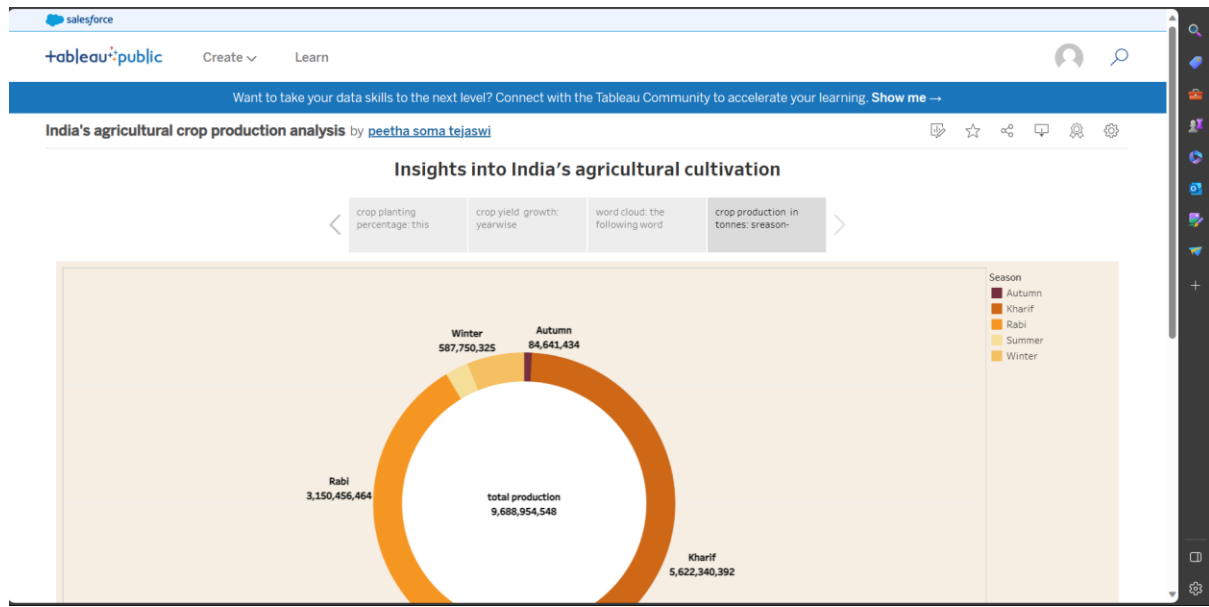 salesforce
+ableau public Create Learn
Want to take your data skills to the next level? Connect with the Tableau Community to accelerate your learning. Show me →
India's agricultural crop production analysis by peetha soma tejaswi
Insights into India's agricultural cultivation
crop planting
percentage: this
crop yield growth:
yearwise
word cloud: the
following word
crop production in
tonnes: sreason-
Season
Autumn
Kharif
Rabi
Summer
Winter
Winter
587,750,325
Autumn
84,641,434
Rabi
3,150,456,464
total production
9,688,954,548
Kharif
5,622,340,392